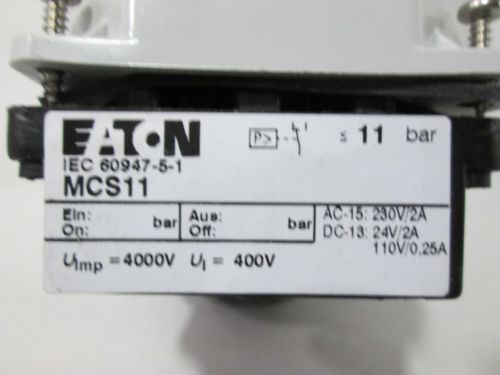 EATON P> ≤ 11 bar
IEC 60947-5-1
MCS11
Ein: bar Aus: bar AC-15: 230V/2A
On: Off: DC-13: 24V/2A
110V/0,25A
Uimp = 4000V Ui = 400V